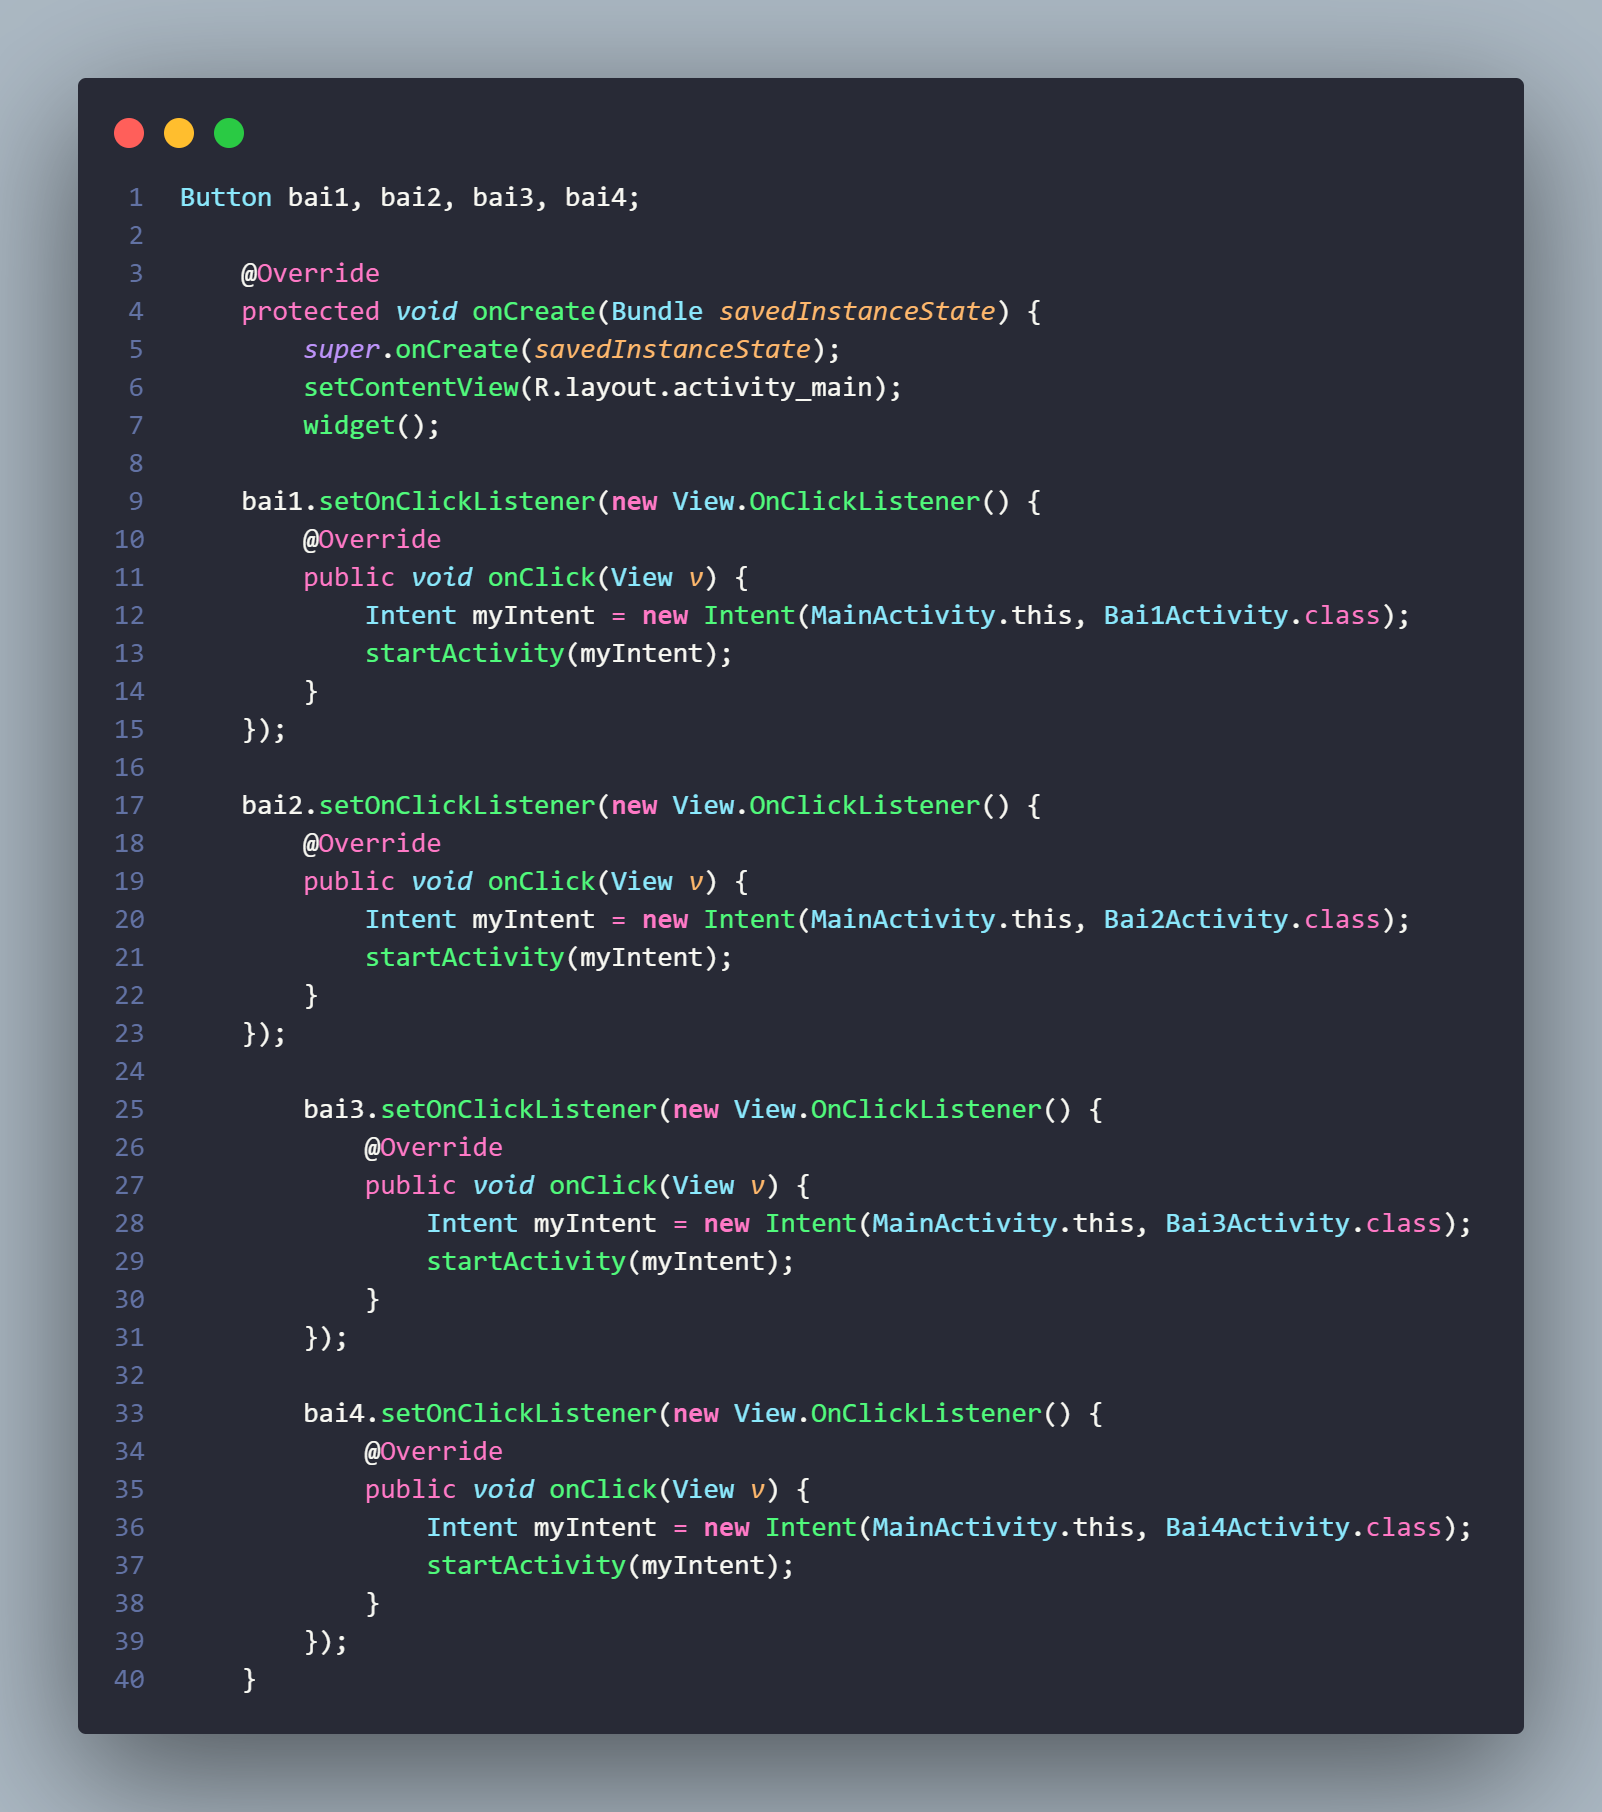 1 Button bai1, bai2, bai3, bai4;
2
3     @Override
4     protected void onCreate(Bundle savedInstanceState) {
5         super.onCreate(savedInstanceState);
6         setContentView(R.layout.activity_main);
7         widget();
8
9     bai1.setOnClickListener(new View.OnClickListener() {
10         @Override
11         public void onClick(View v) {
12             Intent myIntent = new Intent(MainActivity.this, Bai1Activity.class);
13             startActivity(myIntent);
14         }
15     });
16
17     bai2.setOnClickListener(new View.OnClickListener() {
18         @Override
19         public void onClick(View v) {
20             Intent myIntent = new Intent(MainActivity.this, Bai2Activity.class);
21             startActivity(myIntent);
22         }
23     });
24
25         bai3.setOnClickListener(new View.OnClickListener() {
26             @Override
27             public void onClick(View v) {
28                 Intent myIntent = new Intent(MainActivity.this, Bai3Activity.class);
29                 startActivity(myIntent);
30             }
31         });
32
33         bai4.setOnClickListener(new View.OnClickListener() {
34             @Override
35             public void onClick(View v) {
36                 Intent myIntent = new Intent(MainActivity.this, Bai4Activity.class);
37                 startActivity(myIntent);
38             }
39         });
40     }